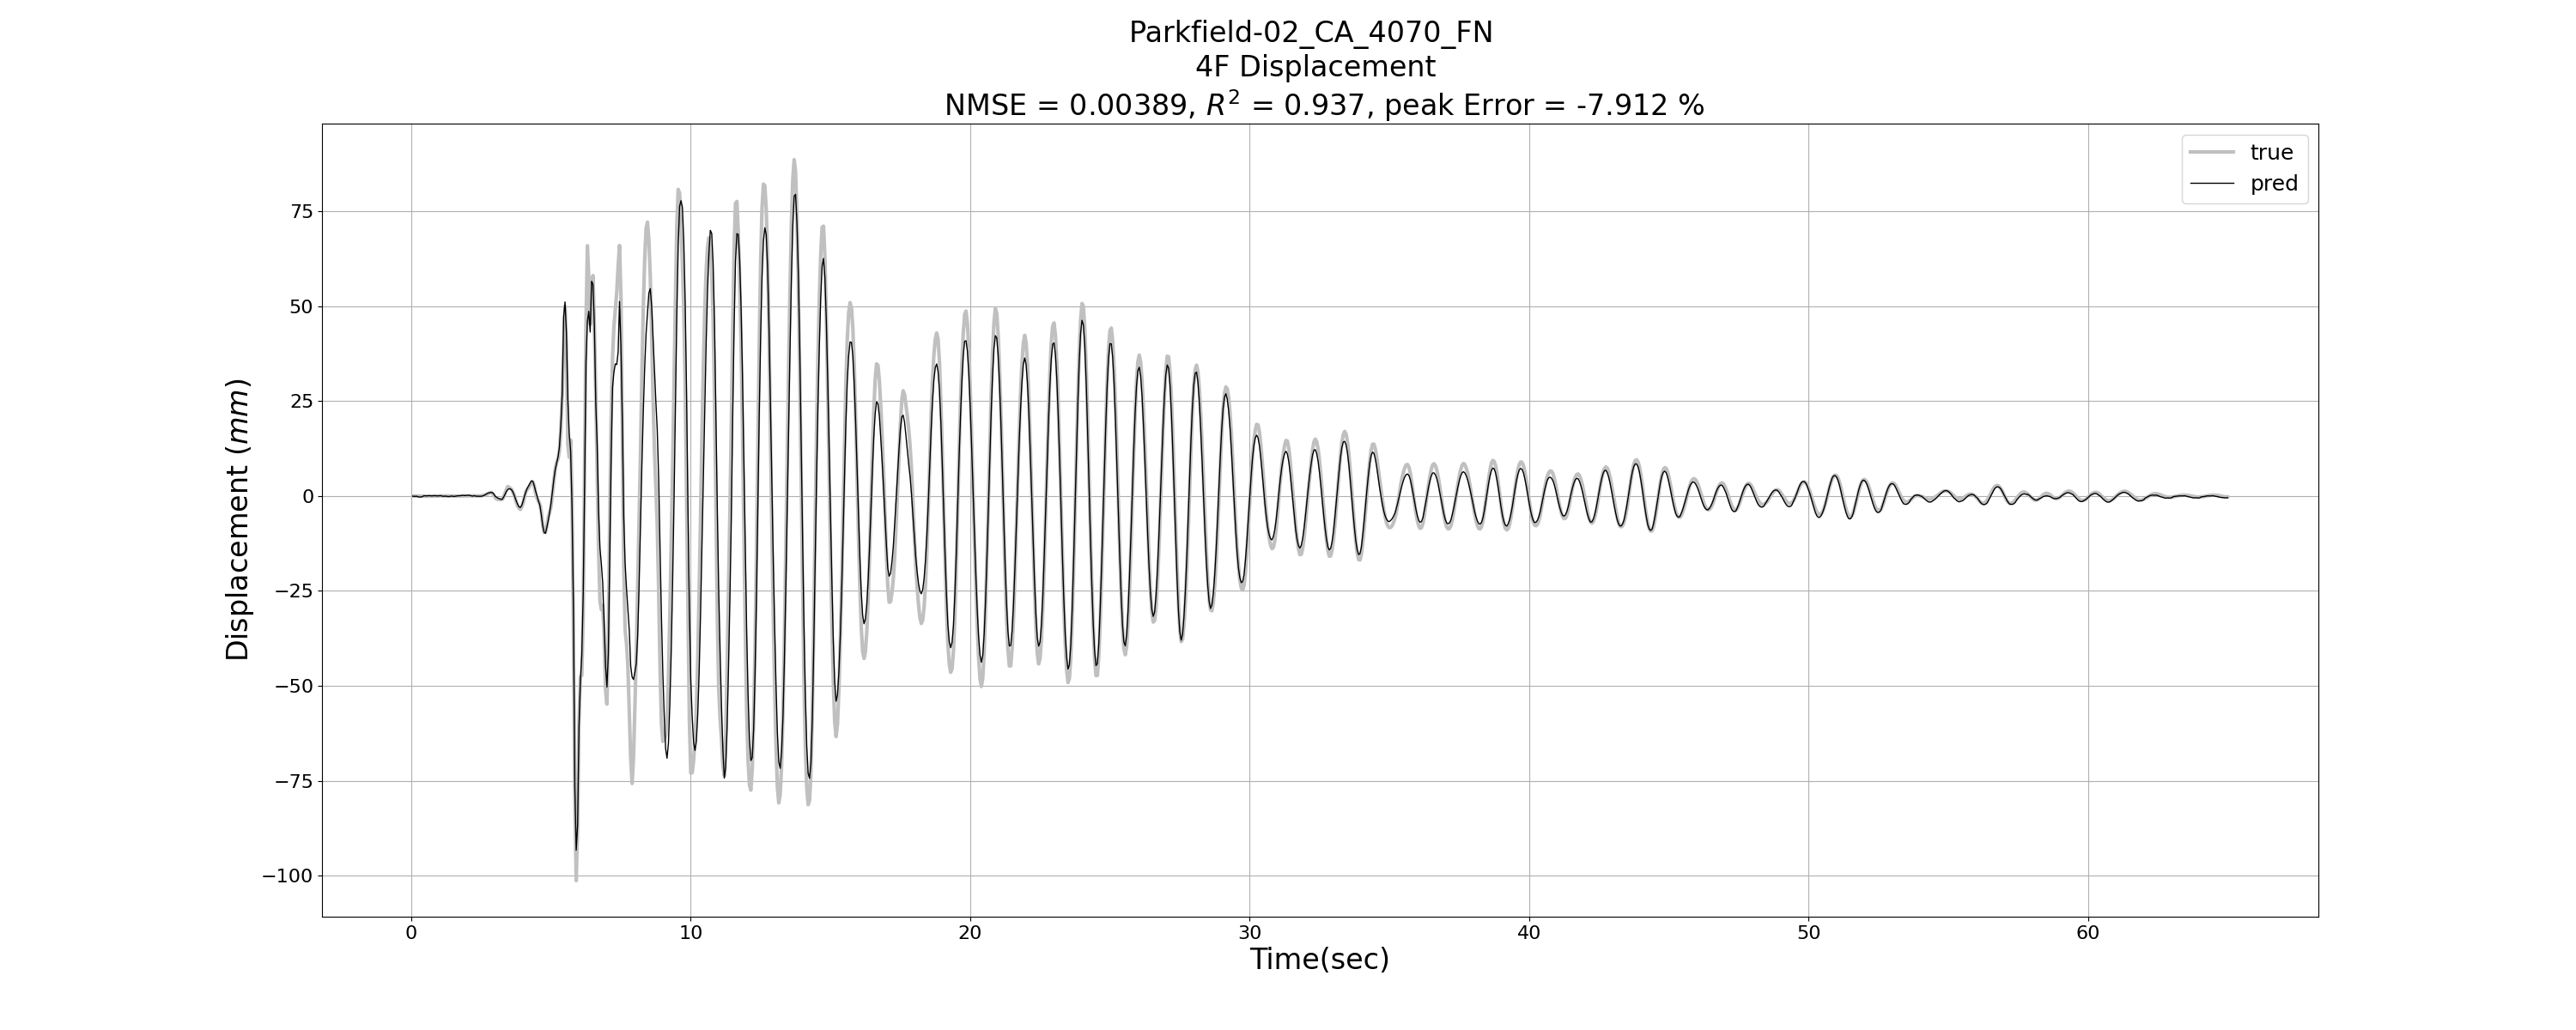 Parkfield-02_CA_4070_FN
4F Displacement
NMSE = 0.00389, R² = 0.937, peak Error = -7.912 %
true
pred
75
50
25
0
−25
−50
−75
−100
Displacement (mm)
0 10 20 30 40 50 60
Time(sec)